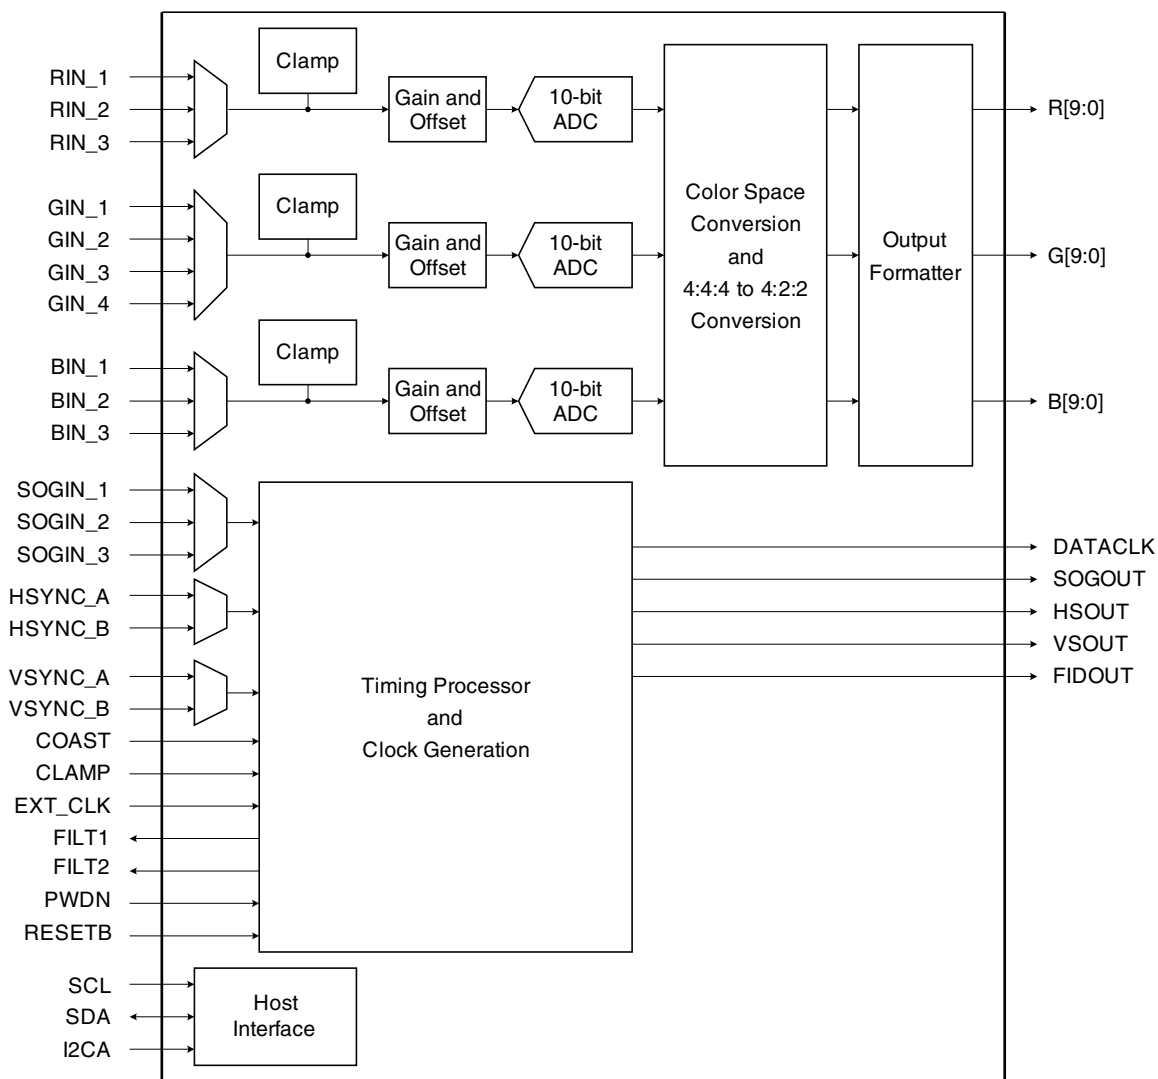 RIN_1
RIN_2
RIN_3
Clamp
Gain and
Offset
10-bit
ADC
R[9:0]
GIN_1
GIN_2
GIN_3
GIN_4
Clamp
Gain and
Offset
10-bit
ADC
G[9:0]
BIN_1
BIN_2
BIN_3
Clamp
Gain and
Offset
10-bit
ADC
B[9:0]
Color Space
Conversion
and
4:4:4 to 4:2:2
Conversion
Output
Formatter
SOGIN_1
SOGIN_2
SOGIN_3
HSYNC_A
HSYNC_B
VSYNC_A
VSYNC_B
COAST
CLAMP
EXT_CLK
FILT1
FILT2
PWDN
RESETB
Timing Processor
and
Clock Generation
DATACLK
SOGOUT
HSOUT
VSOUT
FIDOUT
SCL
SDA
I2CA
Host
Interface